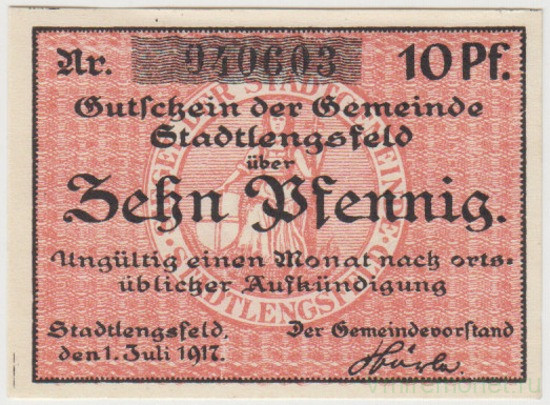 Nr. 940603 10 Pf.
Gutschein der Gemeinde
Stadtlengsfeld
über
Zehn Pfennig.
Ungültig einen Monat nach orts-
üblicher Aufkündigung
Stadtlengsfeld, Der Gemeindevorstand
den 1. Juli 1917.